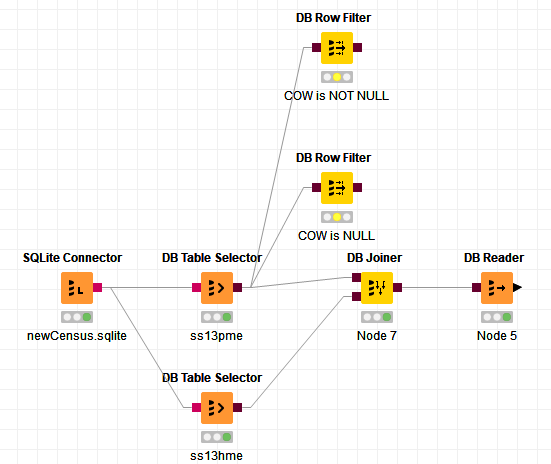 DB Row Filter
COW is NOT NULL
DB Row Filter
COW is NULL
SQLite Connector
newCensus.sqlite
DB Table Selector
ss13pme
DB Joiner
Node 7
DB Reader
Node 5
DB Table Selector
ss13hme